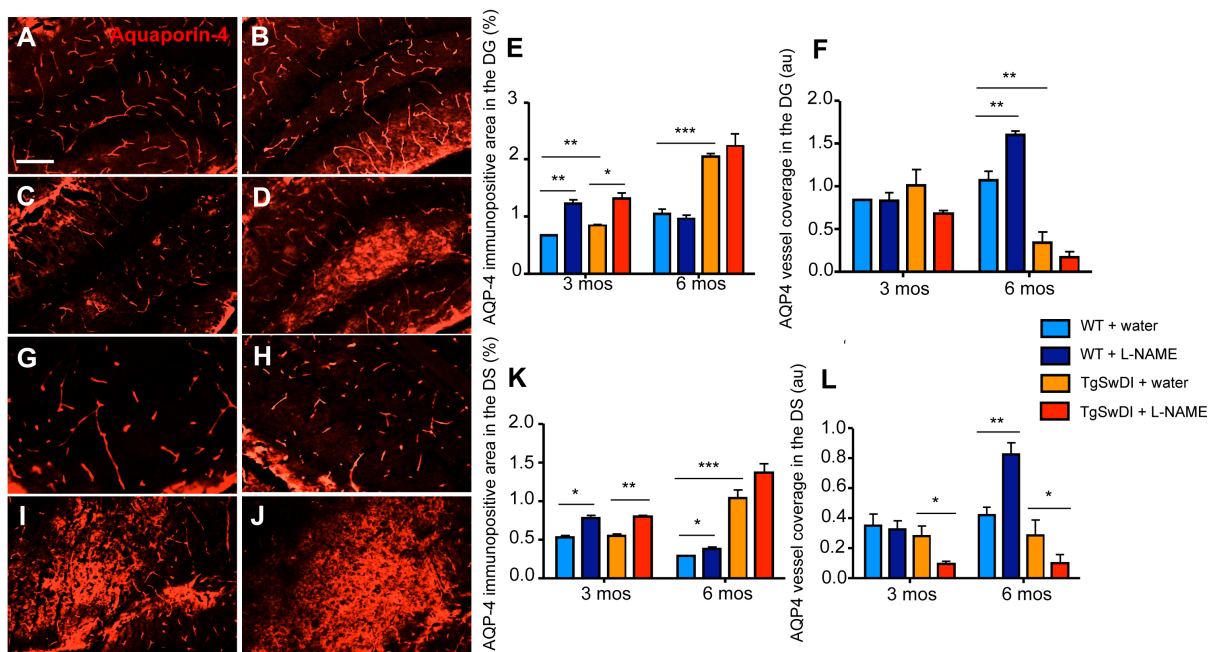 A
Aquaporin-4
B
C
D
G
H
I
J
E
AQP-4 immunopositive area in the DG (%)
3
2
1
0
**
**
*
***
3 mos
6 mos
F
AQP4 vessel coverage in the DG (au)
2.0
1.5
1.0
0.5
0.0
**
**
3 mos
6 mos
WT + water
WT + L-NAME
TgSwDI + water
TgSwDI + L-NAME
K
AQP-4 immunopositive area in the DS (%)
2.0
1.5
1.0
0.5
0.0
*
**
***
*
3 mos
6 mos
L
AQP4 vessel coverage in the DS (au)
1.0
0.8
0.6
0.4
0.2
0.0
*
**
*
3 mos
6 mos